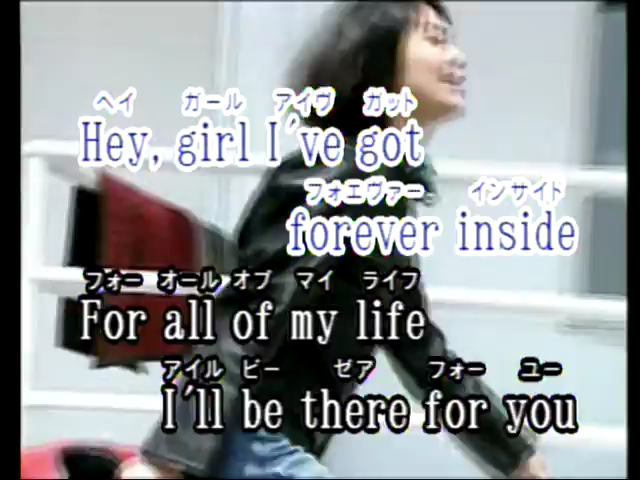 ヘイ ガール アイヴ ガット
Hey, girl I've got
フォエヴァー インサイト
forever inside
フォー オール オブ マイ ライフ
For all of my life
アイル ビー ゼア フォー ユー
I'll be there for you